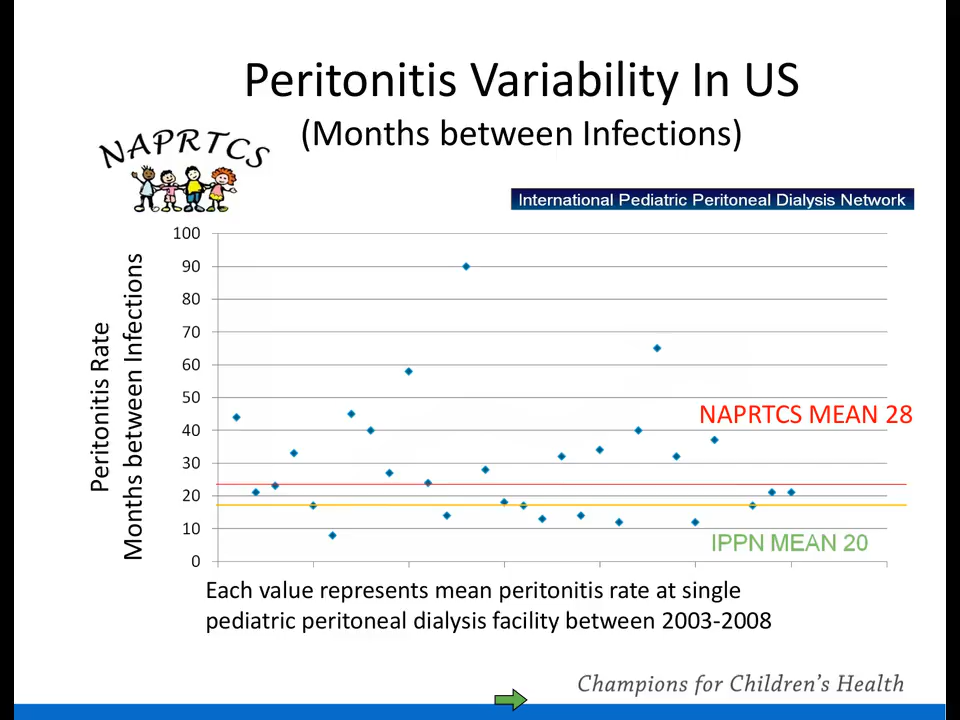 Peritonitis Variability In US
(Months between Infections)
NAPRTCS
International Pediatric Peritoneal Dialysis Network
Peritonitis Rate
Months between Infections
100
90
80
70
60
50
40
30
20
10
0
NAPRTCS MEAN 28
IPPN MEAN 20
Each value represents mean peritonitis rate at single
pediatric peritoneal dialysis facility between 2003-2008
Champions for Children's Health